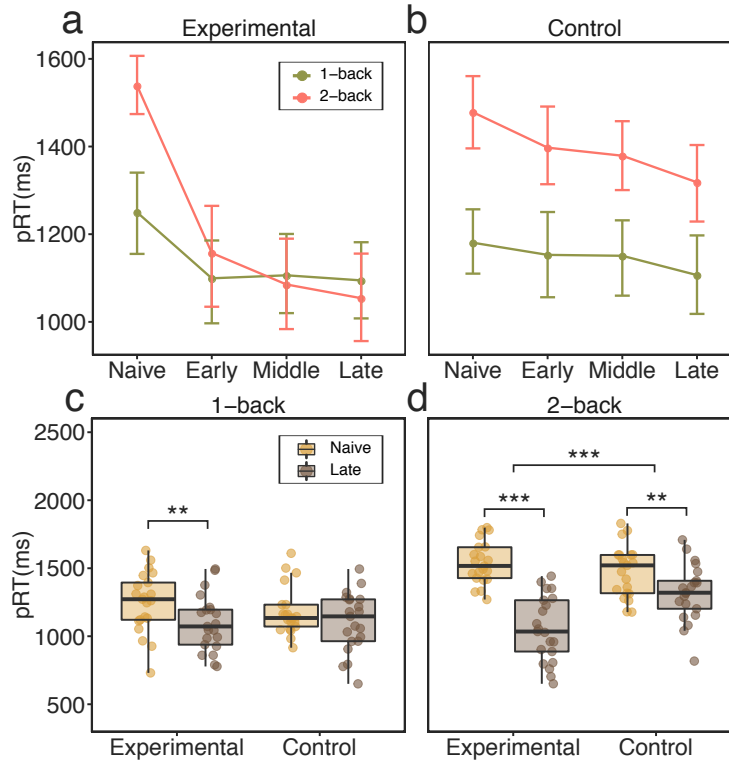 a
Experimental
b
Control
1600
1400
1200
1000
pRT(ms)
1-back
2-back
Naive Early Middle Late
Naive Early Middle Late
c
1-back
d
2-back
2500
2000
1500
1000
500
pRT(ms)
Naive
Late
**
***
***
**
Experimental Control
Experimental Control